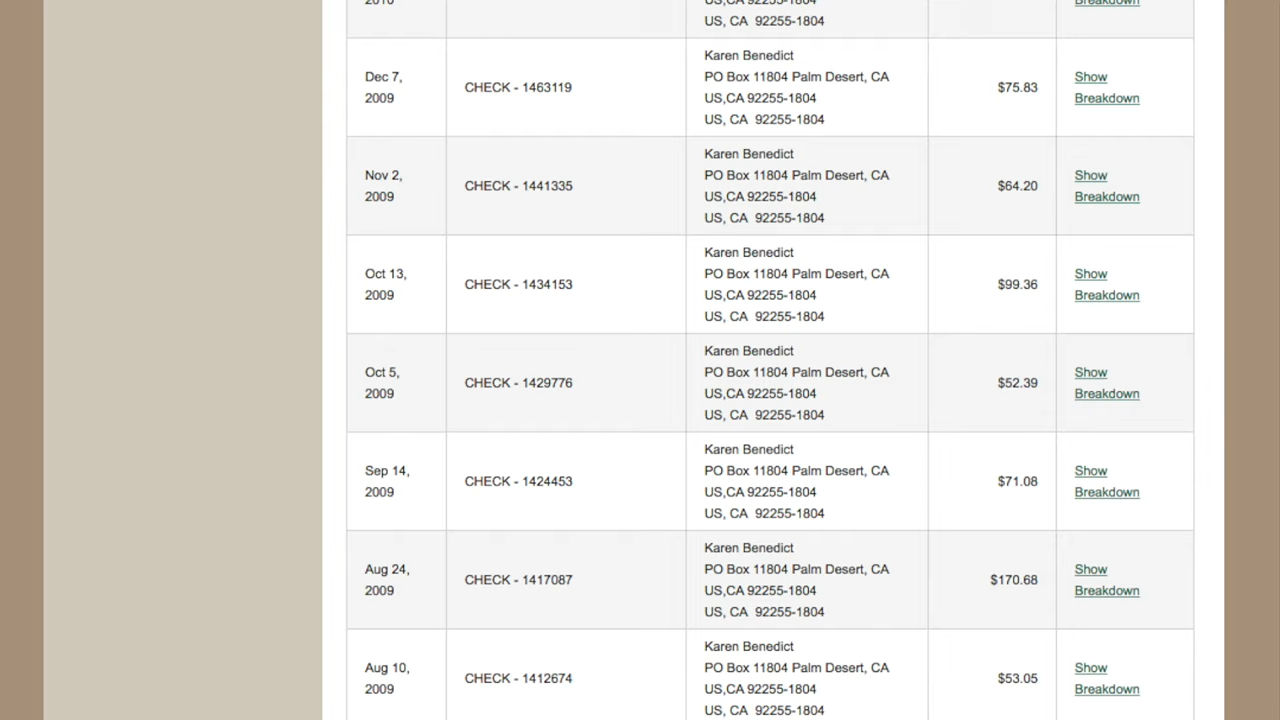 2010
US,CA 92255-1804
Breakdown
US, CA 92255-1804
Dec 7,
2009
CHECK - 1463119
Karen Benedict
PO Box 11804 Palm Desert, CA
US,CA 92255-1804
US, CA 92255-1804
$75.83
Show
Breakdown
Nov 2,
2009
CHECK - 1441335
Karen Benedict
PO Box 11804 Palm Desert, CA
US,CA 92255-1804
US, CA 92255-1804
$64.20
Show
Breakdown
Oct 13,
2009
CHECK - 1434153
Karen Benedict
PO Box 11804 Palm Desert, CA
US,CA 92255-1804
US, CA 92255-1804
$99.36
Show
Breakdown
Oct 5,
2009
CHECK - 1429776
Karen Benedict
PO Box 11804 Palm Desert, CA
US,CA 92255-1804
US, CA 92255-1804
$52.39
Show
Breakdown
Sep 14,
2009
CHECK - 1424453
Karen Benedict
PO Box 11804 Palm Desert, CA
US,CA 92255-1804
US, CA 92255-1804
$71.08
Show
Breakdown
Aug 24,
2009
CHECK - 1417087
Karen Benedict
PO Box 11804 Palm Desert, CA
US,CA 92255-1804
US, CA 92255-1804
$170.68
Show
Breakdown
Aug 10,
2009
CHECK - 1412674
Karen Benedict
PO Box 11804 Palm Desert, CA
US,CA 92255-1804
US, CA 92255-1804
$53.05
Show
Breakdown